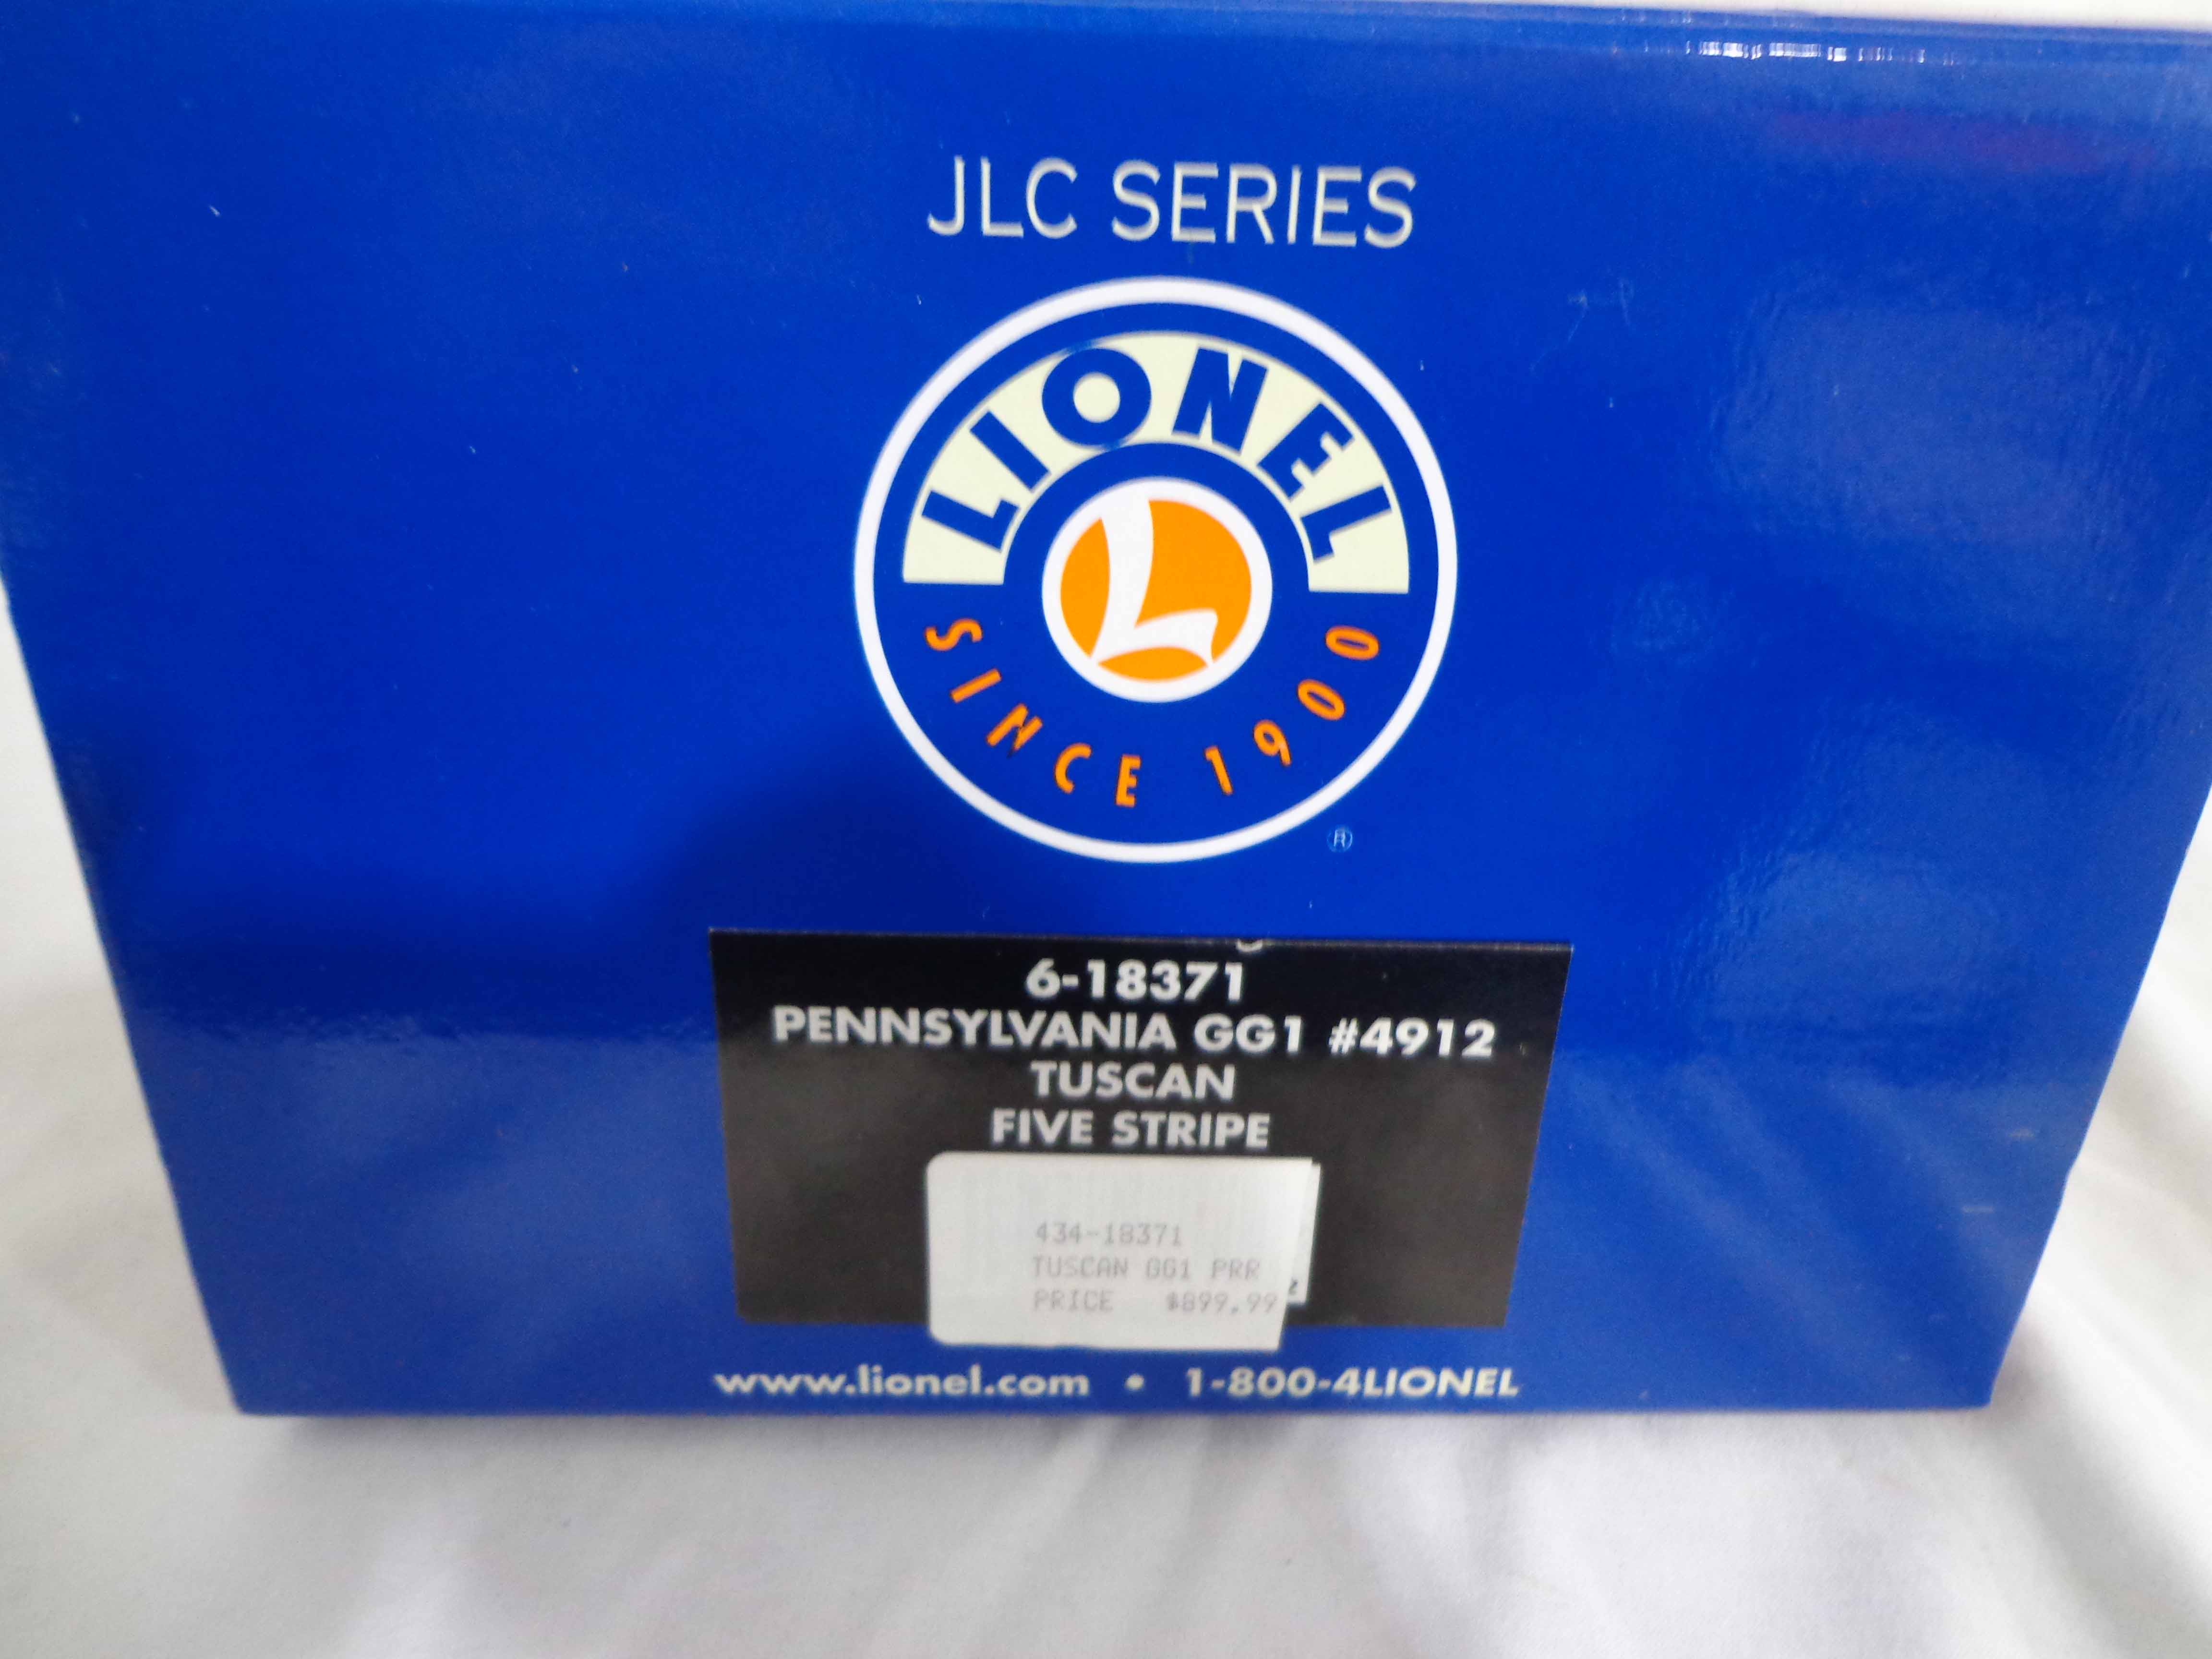 JLC SERIES
LIONEL
L
SINCE 1900
®
6-18371
PENNSYLVANIA GG1 #4912
TUSCAN
FIVE STRIPE
434-18371
TUSCAN GG1 PRR
PRICE $899.99
www.lionel.com • 1-800-4LIONEL